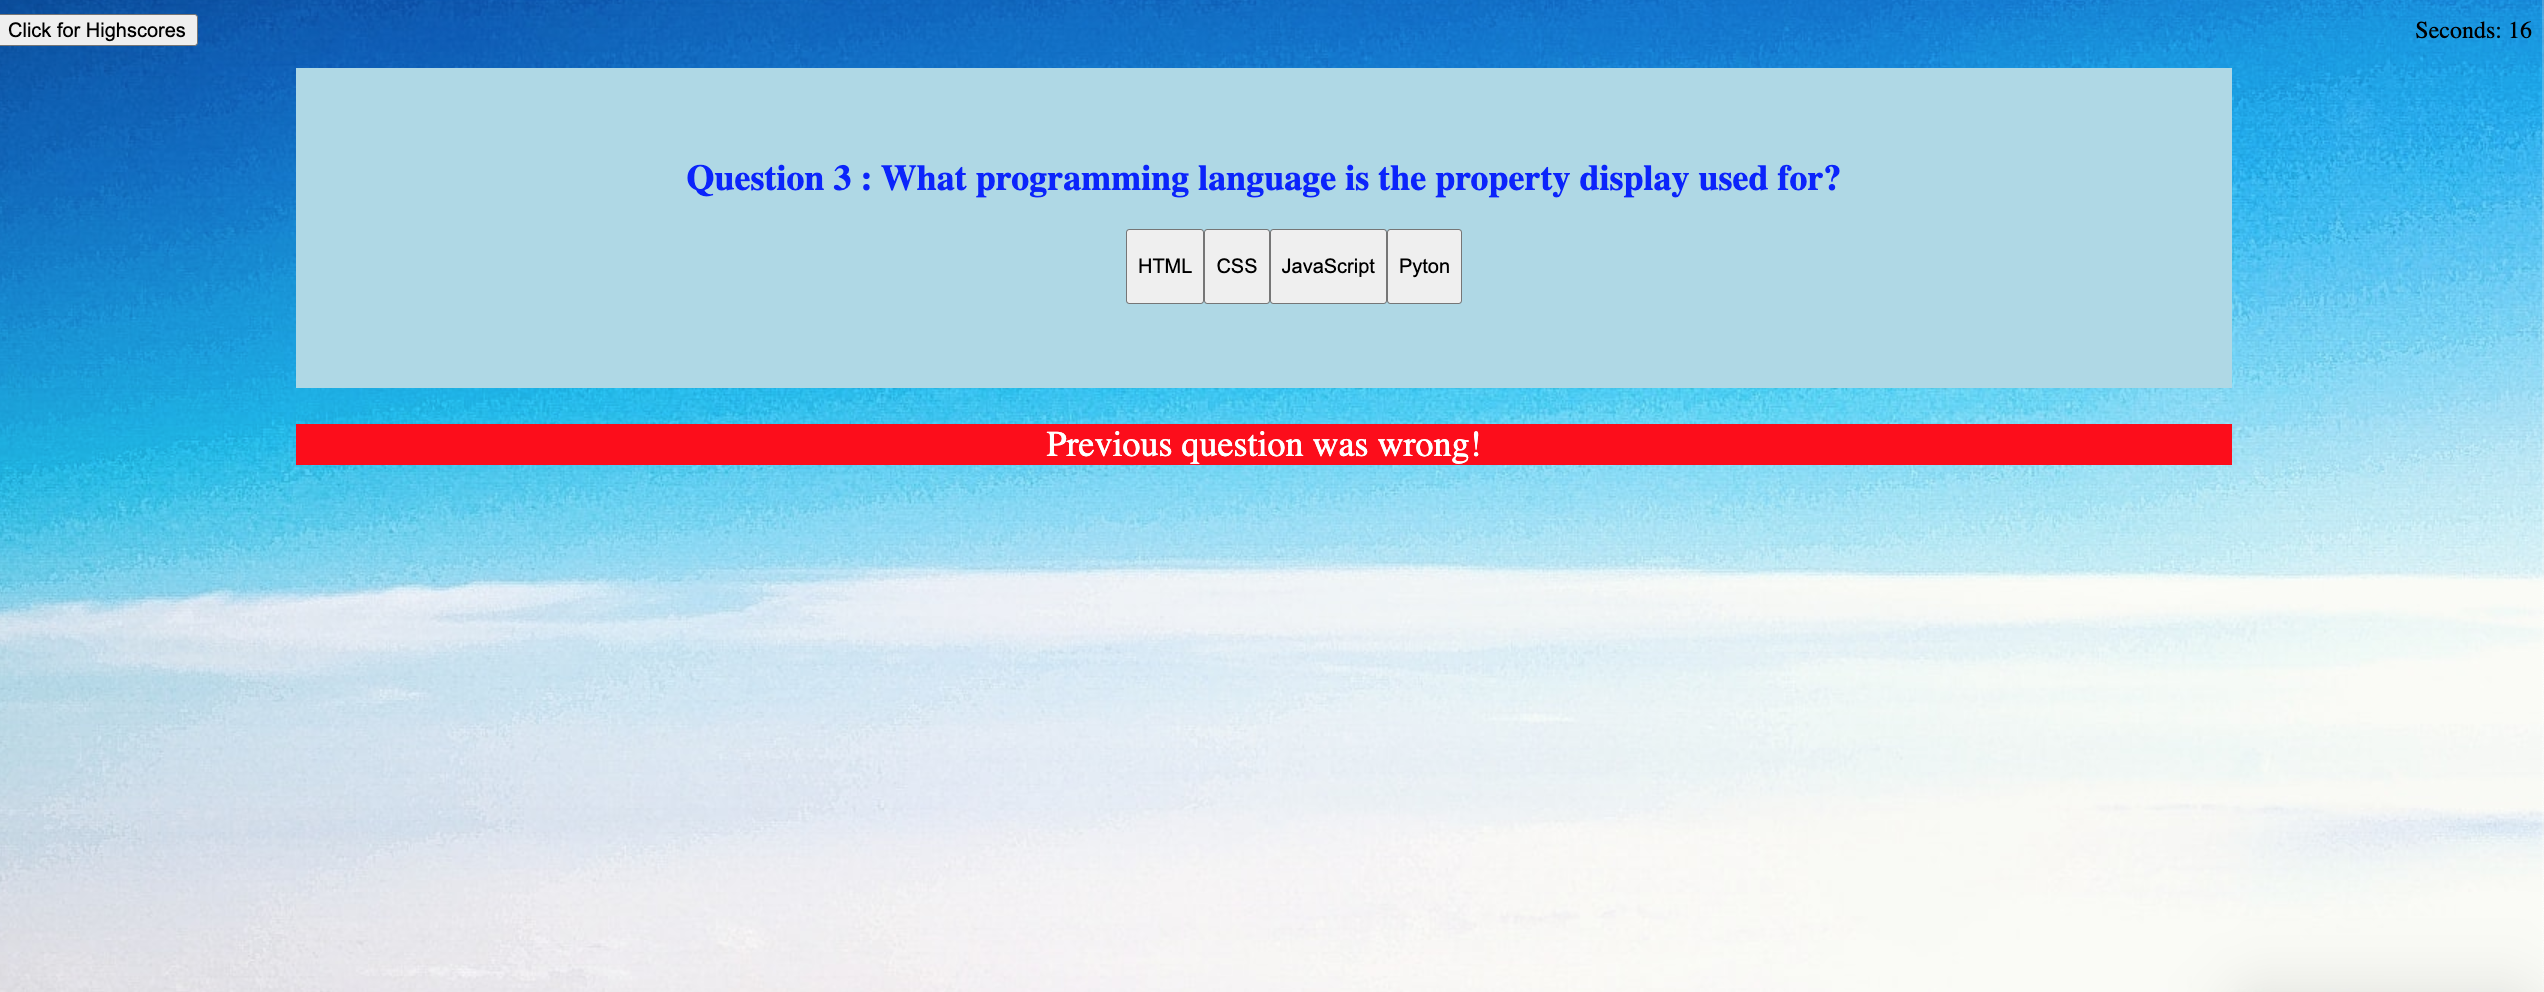 Click for Highscores
Seconds: 16
Question 3 : What programming language is the property display used for?
HTML CSS JavaScript Pyton
Previous question was wrong!